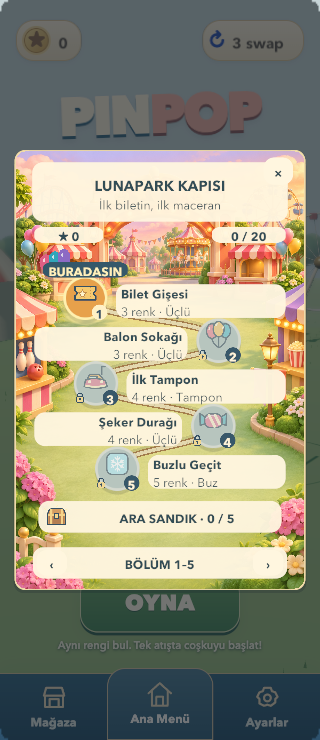 0
3 swap
PINPOP
×
LUNAPARK KAPISI
İlk biletin, ilk maceran
★ 0
0 / 20
BURADASIN
Bilet Gişesi
3 renk · Üçlü
1
Balon Sokağı
3 renk · Üçlü
2
İlk Tampon
4 renk · Tampon
3
Şeker Durağı
4 renk · Üçlü
4
Buzlu Geçit
5 renk · Buz
5
ARA SANDIK · 0 / 5
‹ BÖLÜM 1–5 ›
OYNA
Aynı rengi bul. Tek atışta coşkuyu başlat!
Mağaza
Ana Menü
Ayarlar